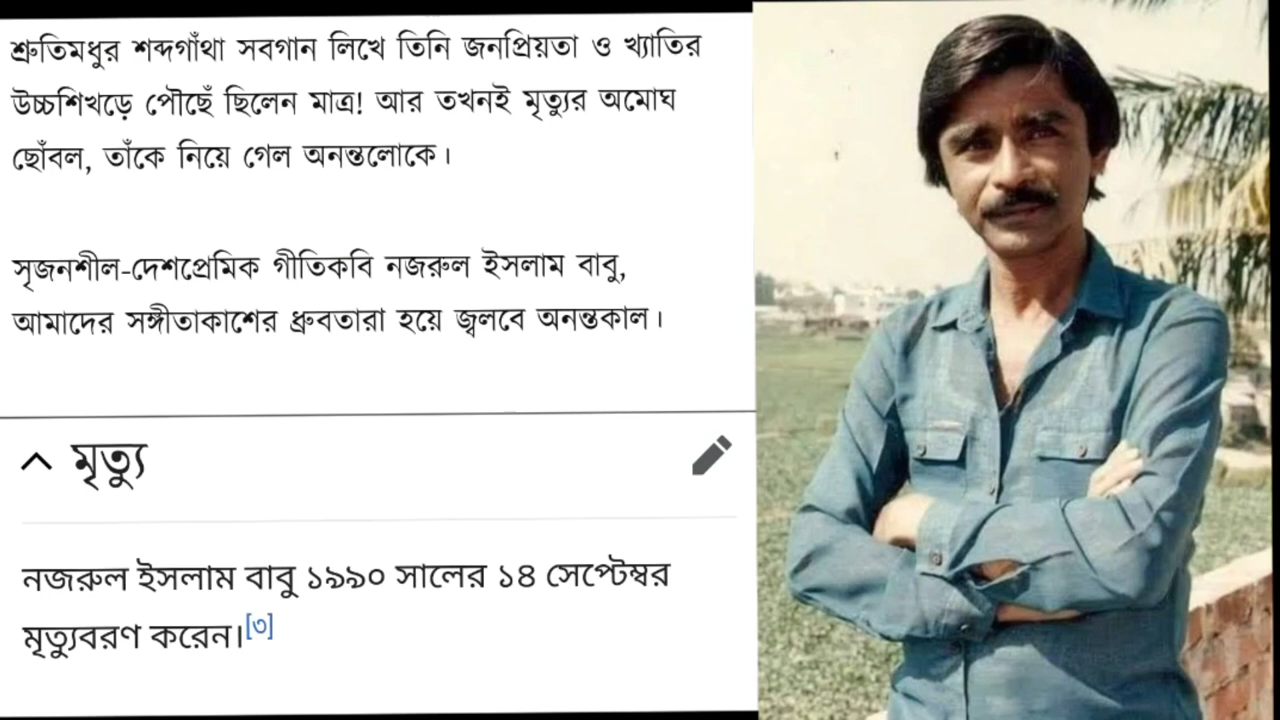 শ্রুতিমধুর শব্দগাঁথা সবগান লিখে তিনি জনপ্রিয়তা ও খ্যাতির
উচ্চশিখড়ে পৌছেঁ ছিলেন মাত্র! আর তখনই মৃত্যুর অমোঘ
ছোঁবল, তাঁকে নিয়ে গেল অনন্তলোকে।
সৃজনশীল-দেশপ্রেমিক গীতিকবি নজরুল ইসলাম বাবু,
আমাদের সঙ্গীতাকাশের ধ্রুবতারা হয়ে জ্বলবে অনন্তকাল।
মৃত্যু
নজরুল ইসলাম বাবু ১৯৯০ সালের ১৪ সেপ্টেম্বর
মৃত্যুবরণ করেন।[৩]